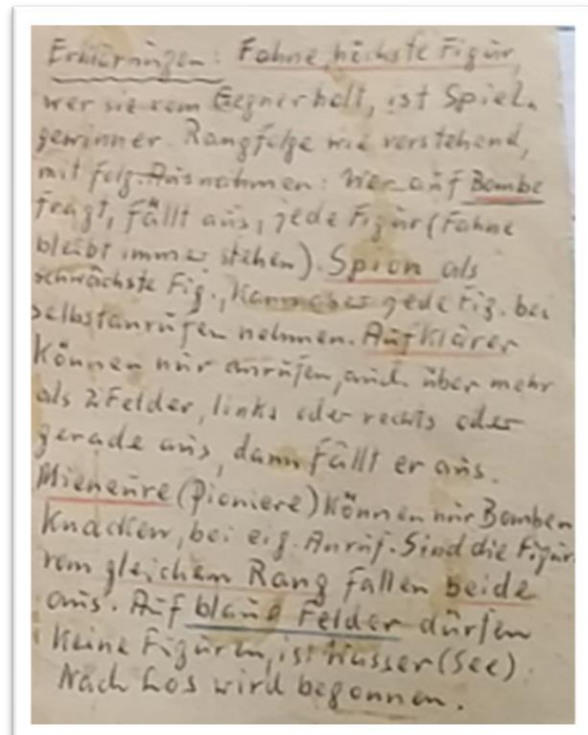 Erklärungen: Fahne, höchste Figur,
wer sie vom Gegner holt, ist Spiel-
gewinner. Rangfolge wie vorstehend,
mit folg. Ausnahmen: Wer auf Bombe
fragt, fällt aus, jede Figur (Fahne
bleibt immer stehen). Spion als
schwächste Fig., kann aber jede Fig. bei
selbstanrufen nehmen. Aufklärer
können nur anrufen, auch über mehr
als 2 Felder, links oder rechts oder
gerade aus, dann fällt er aus.
Mieneure (Pioniere) können nur Bomben
knacken, bei eig. Anruf. Sind die Figur.
vom gleichem Rang fallen beide
aus. Auf blaue Felder dürfen
keine Figuren, ist Wasser (See).
Nach Los wird begonnen.